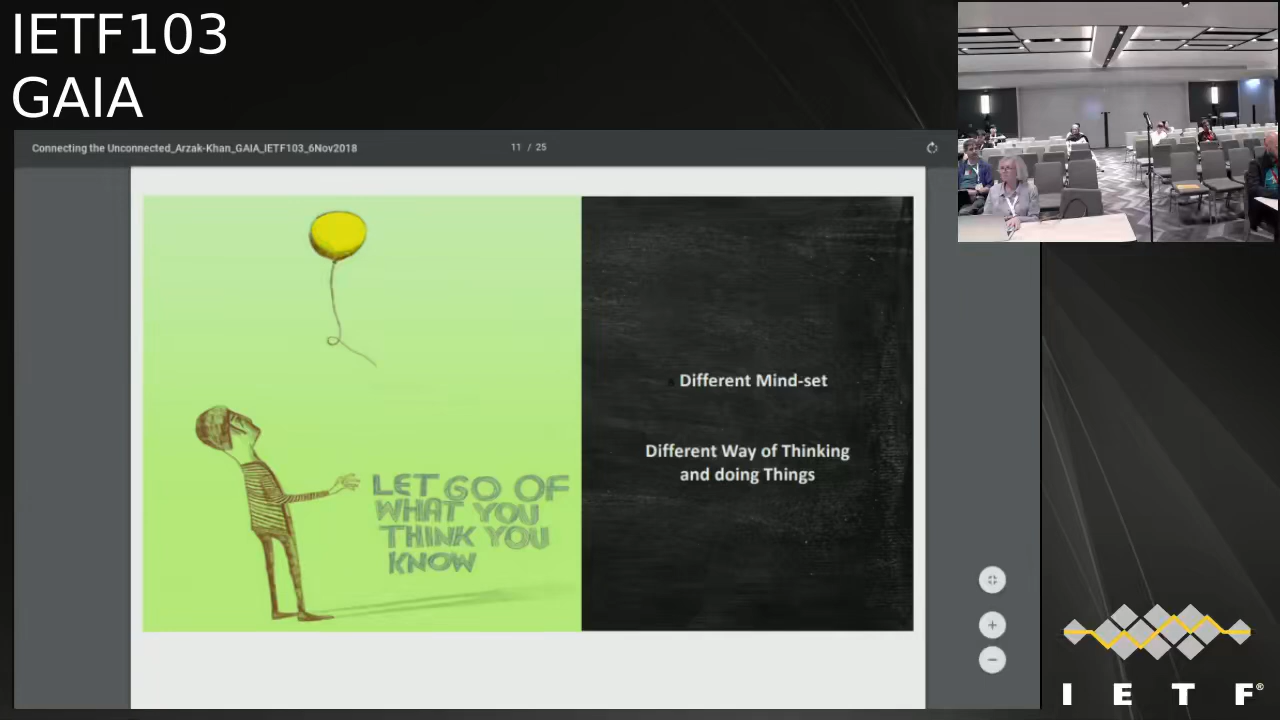 IETF103
GAIA
Connecting the Unconnected_Arzak-Khan_GAIA_IETF103_6Nov2018
11 / 25
LET GO OF
WHAT YOU
THINK YOU
KNOW
Different Mind-set
Different Way of Thinking
and doing Things
I E T F®